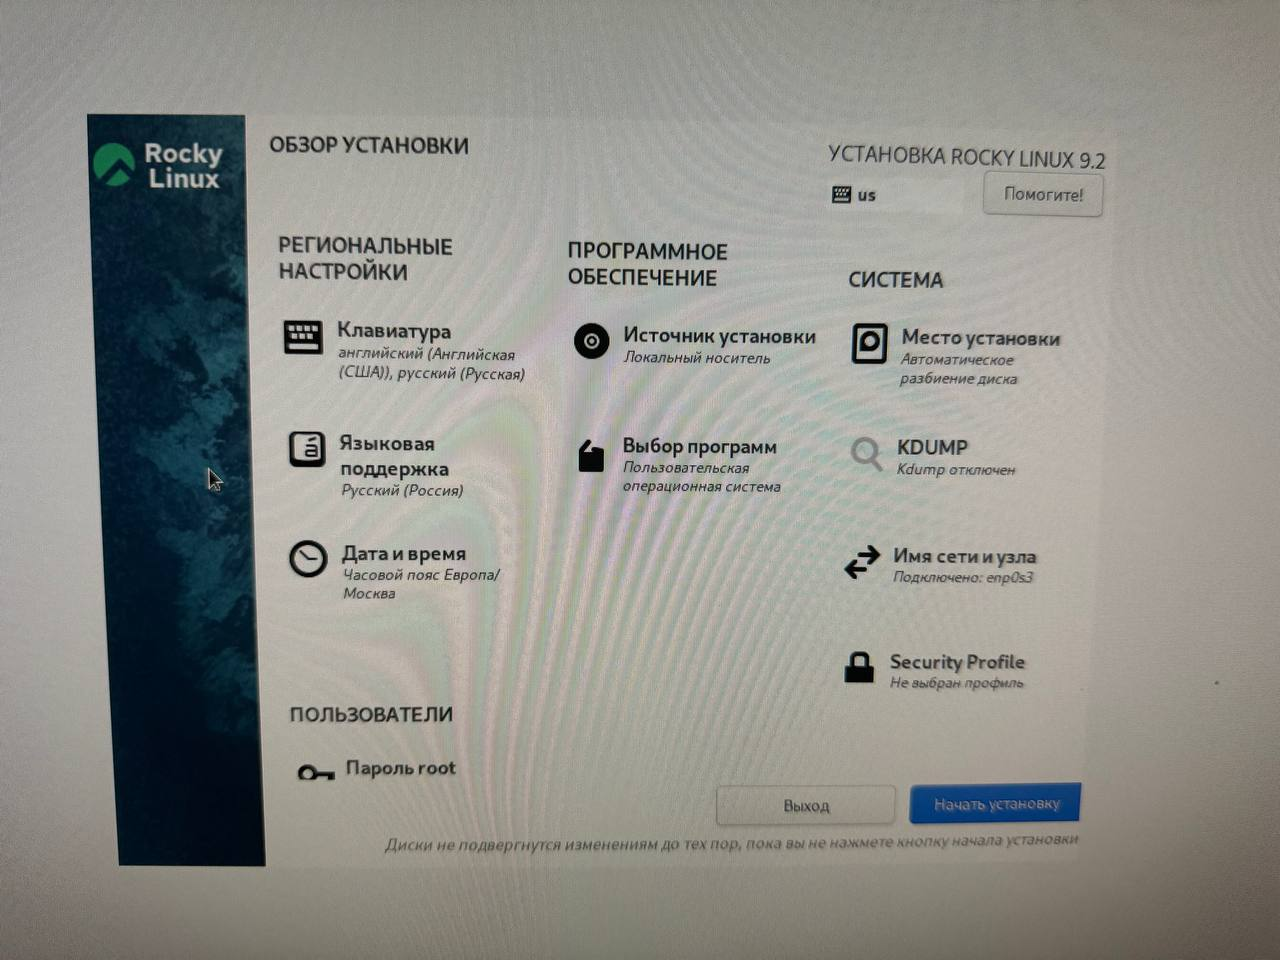 Rocky
Linux
ОБЗОР УСТАНОВКИ
УСТАНОВКА ROCKY LINUX 9.2
us
Помогите!
РЕГИОНАЛЬНЫЕ
НАСТРОЙКИ
Клавиатура
английский (Английская
(США)), русский (Русская)
Языковая
поддержка
Русский (Россия)
Дата и время
Часовой пояс Европа/
Москва
ПРОГРАММНОЕ
ОБЕСПЕЧЕНИЕ
Источник установки
Локальный носитель
Выбор программ
Пользовательская
операционная система
СИСТЕМА
Место установки
Автоматическое
разбиение диска
KDUMP
Kdump отключен
Имя сети и узла
Подключено: enp0s3
Security Profile
Не выбран профиль
ПОЛЬЗОВАТЕЛИ
Пароль root
Выход
Начать установку
Диски не подвергнутся изменениям до тех пор, пока вы не нажмете кнопку начала установки